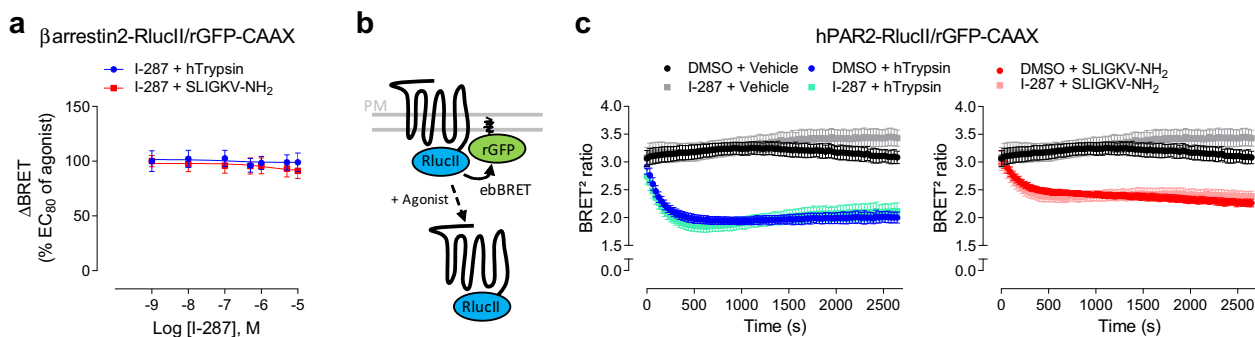 a
βarrestin2-RlucII/rGFP-CAAX
I-287 + hTrypsin
I-287 + SLIGKV-NH₂
ΔBRET
(% EC₈₀ of agonist)
150
100
50
0
-9 -8 -7 -6 -5
Log [I-287], M
b
PM
RlucII
rGFP
ebBRET
+ Agonist
RlucII
c
hPAR2-RlucII/rGFP-CAAX
DMSO + Vehicle
I-287 + Vehicle
DMSO + hTrypsin
I-287 + hTrypsin
DMSO + SLIGKV-NH₂
I-287 + SLIGKV-NH₂
BRET² ratio
4.0
3.5
3.0
2.5
2.0
1.5
0.0
0 500 1000 1500 2000 2500
Time (s)
BRET² ratio
4.0
3.5
3.0
2.5
2.0
1.5
0.0
0 500 1000 1500 2000 2500
Time (s)